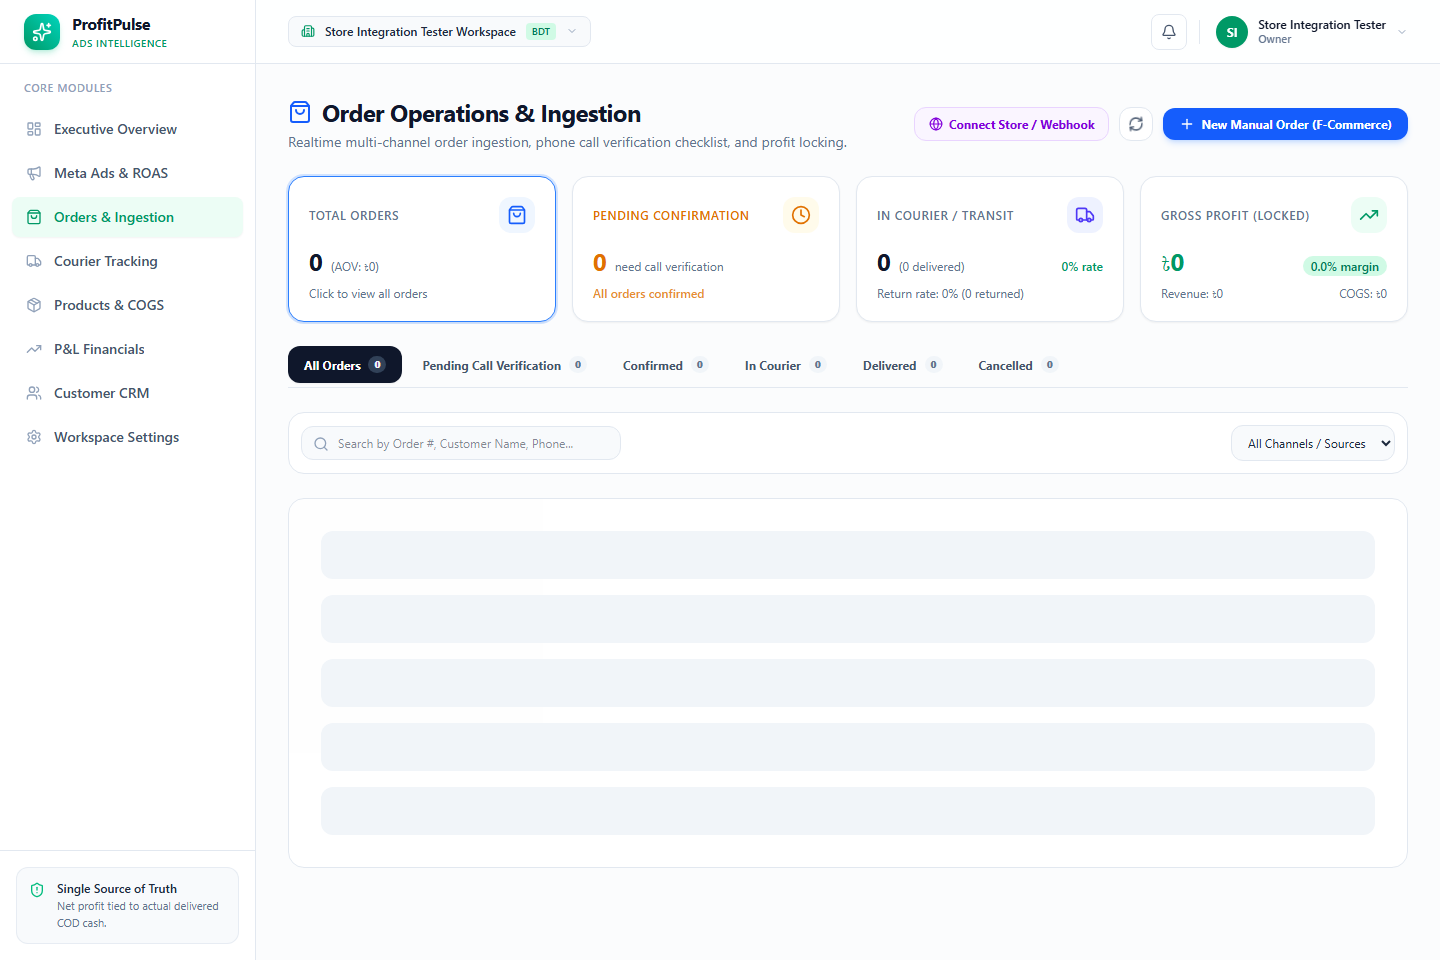 ProfitPulse
ADS INTELLIGENCE
Store Integration Tester Workspace BDT
SI
Store Integration Tester
Owner
CORE MODULES
Executive Overview
Meta Ads & ROAS
Orders & Ingestion
Courier Tracking
Products & COGS
P&L Financials
Customer CRM
Workspace Settings
Single Source of Truth
Net profit tied to actual delivered
COD cash.
Order Operations & Ingestion
Realtime multi-channel order ingestion, phone call verification checklist, and profit locking.
Connect Store / Webhook
New Manual Order (F-Commerce)
TOTAL ORDERS
0 (AOV: ৳0)
Click to view all orders
PENDING CONFIRMATION
0 need call verification
All orders confirmed
IN COURIER / TRANSIT
0 (0 delivered) 0% rate
Return rate: 0% (0 returned)
GROSS PROFIT (LOCKED)
৳0 0.0% margin
Revenue: ৳0 COGS: ৳0
All Orders 0 Pending Call Verification 0 Confirmed 0 In Courier 0 Delivered 0 Cancelled 0
Search by Order #, Customer Name, Phone...
All Channels / Sources